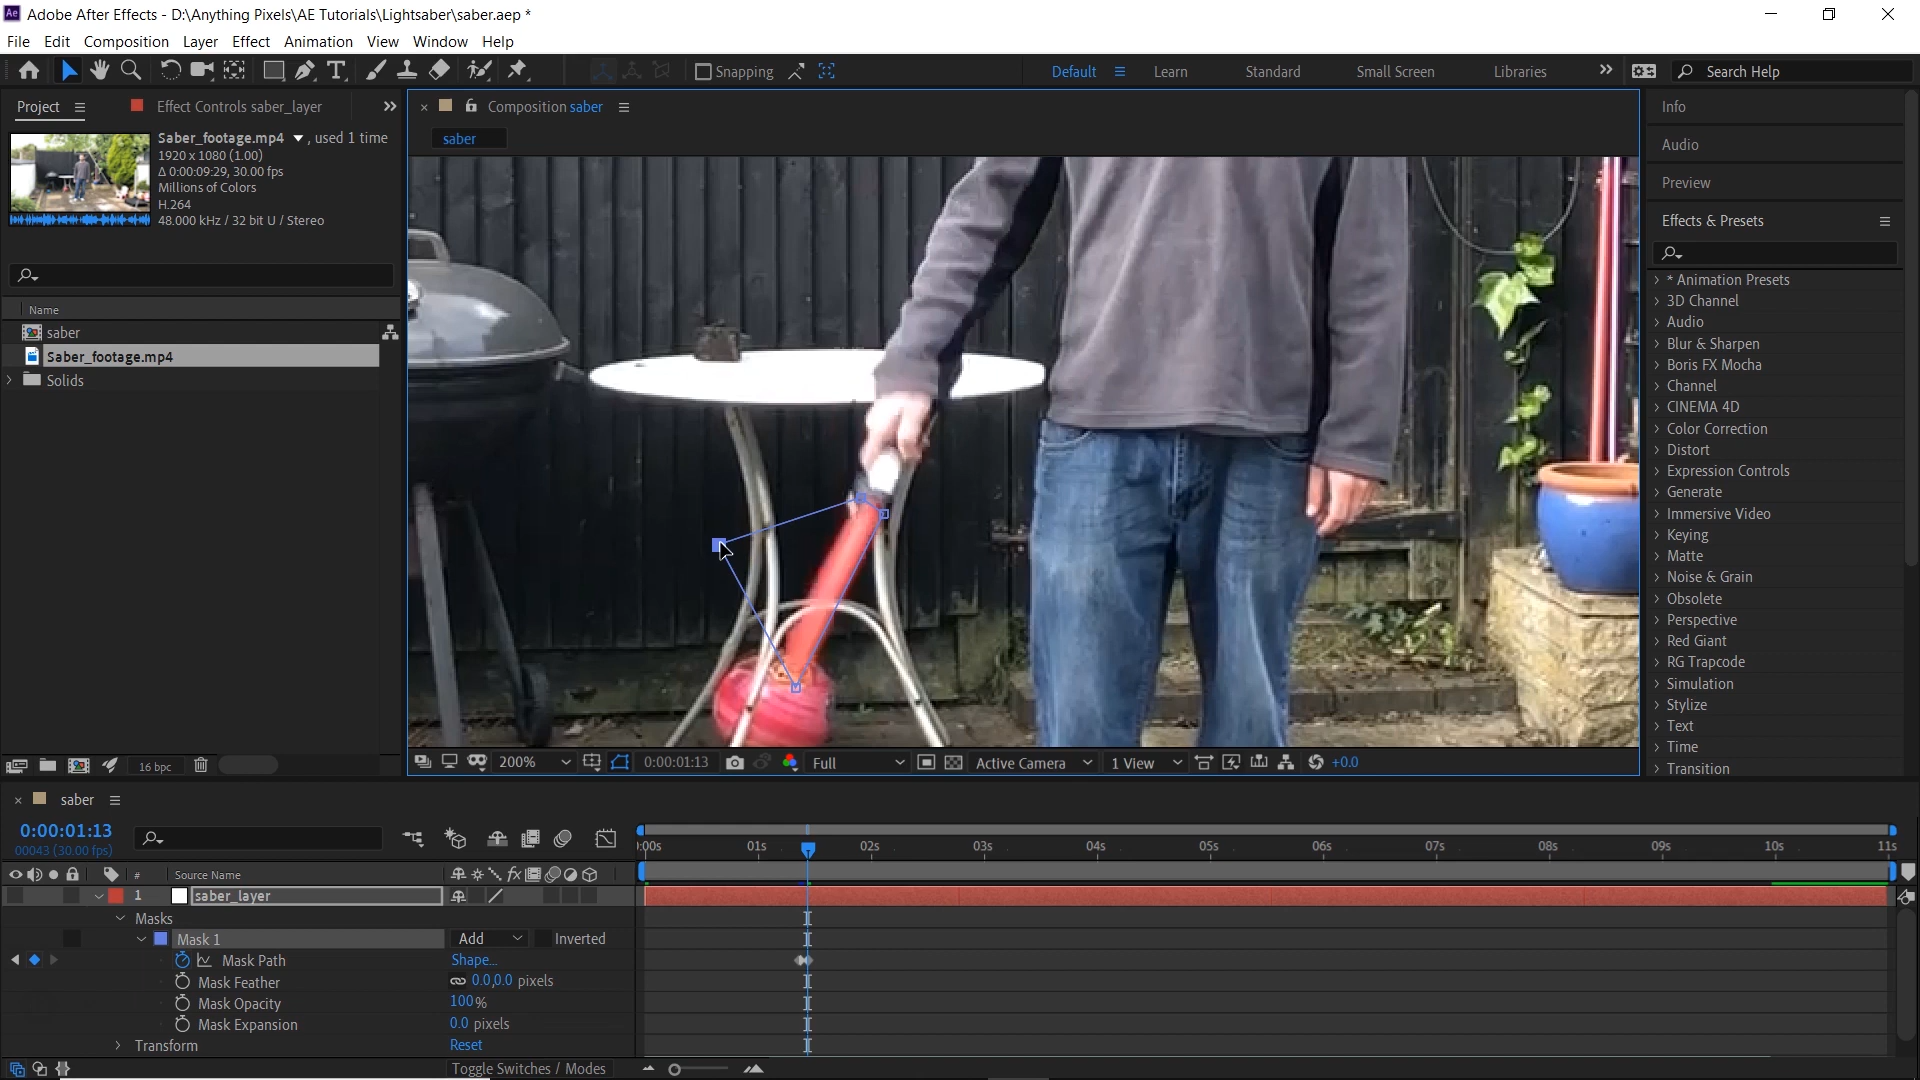 Adobe After Effects - D:\Anything Pixels\AE Tutorials\Lightsaber\saber.aep *
File Edit Composition Layer Effect Animation View Window Help
Snapping
Default Learn Standard Small Screen Libraries
Search Help
Project
Effect Controls saber_layer
Composition saber
saber
Saber_footage.mp4 , used 1 time
1920 x 1080 (1.00)
Δ 0:00:09:29, 30.00 fps
Millions of Colors
H.264
48.000 kHz / 32 bit U / Stereo
Name
saber
Saber_footage.mp4
Solids
16 bpc
200%
0:00:01:13
Full
Active Camera
1 View
+0.0
Info
Audio
Preview
Effects & Presets
* Animation Presets
3D Channel
Audio
Blur & Sharpen
Boris FX Mocha
Channel
CINEMA 4D
Color Correction
Distort
Expression Controls
Generate
Immersive Video
Keying
Matte
Noise & Grain
Obsolete
Perspective
Red Giant
RG Trapcode
Simulation
Stylize
Text
Time
Transition
saber
0:00:01:13
00043 (30.00 fps)
):00s 01s 02s 03s 04s 05s 06s 07s 08s 09s 10s 11s
# Source Name
1 saber_layer
Masks
Mask 1 Add Inverted
Mask Path Shape...
Mask Feather 0.0,0.0 pixels
Mask Opacity 100%
Mask Expansion 0.0 pixels
Transform Reset
Toggle Switches / Modes